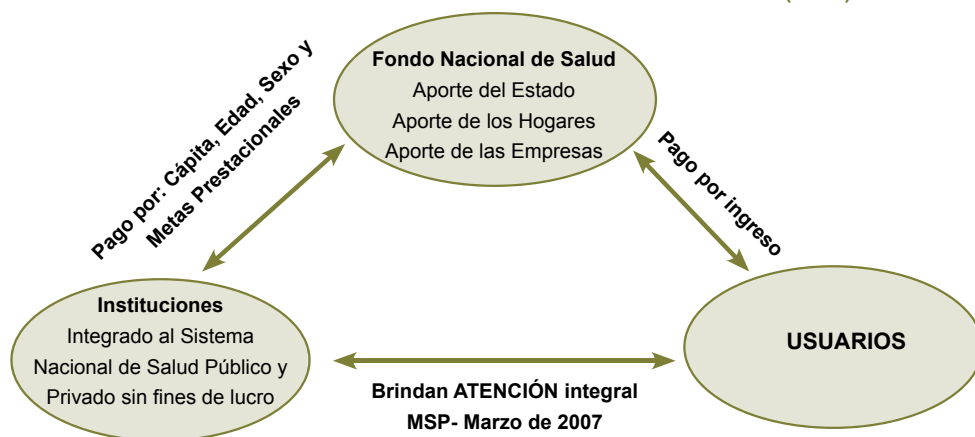 Fondo Nacional de Salud
Aporte del Estado
Aporte de los Hogares
Aporte de las Empresas
Pago por: Cápita, Edad, Sexo y
Metas Prestacionales
Pago por ingreso
Instituciones
Integrado al Sistema
Nacional de Salud Público y
Privado sin fines de lucro
USUARIOS
Brindan ATENCIÓN integral
MSP- Marzo de 2007